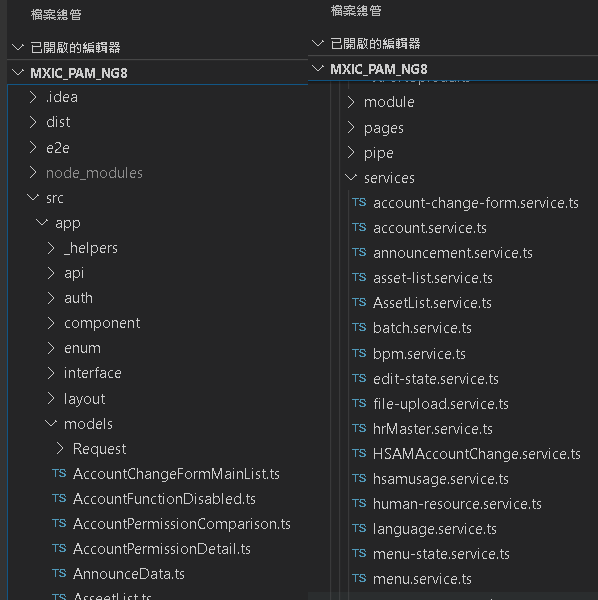 檔案總管
已開啟的編輯器
MXIC_PAM_NG8
.idea
dist
e2e
node_modules
src
app
_helpers
api
auth
component
enum
interface
layout
models
Request
TS AccountChangeFormMainList.ts
TS AccountFunctionDisabled.ts
TS AccountPermissionComparison.ts
TS AccountPermissionDetail.ts
TS AnnounceData.ts
AsseetList.ts
檔案總管
已開啟的編輯器
MXIC_PAM_NG8
module
pages
pipe
services
TS account-change-form.service.ts
TS account.service.ts
TS announcement.service.ts
TS asset-list.service.ts
TS AssetList.service.ts
TS batch.service.ts
TS bpm.service.ts
TS edit-state.service.ts
TS file-upload.service.ts
TS hrMaster.service.ts
TS HSAMAccountChange.service.ts
TS hsamusage.service.ts
TS human-resource.service.ts
TS language.service.ts
TS menu-state.service.ts
TS menu.service.ts